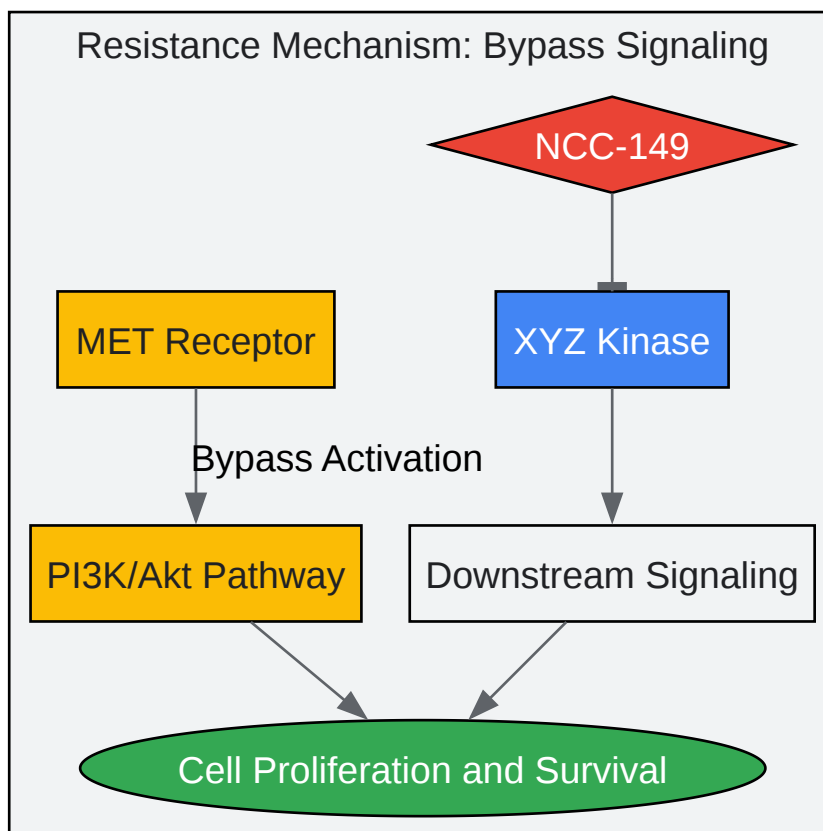 Resistance Mechanism: Bypass Signaling
NCC-149
MET Receptor
XYZ Kinase
Bypass Activation
PI3K/Akt Pathway
Downstream Signaling
Cell Proliferation and Survival